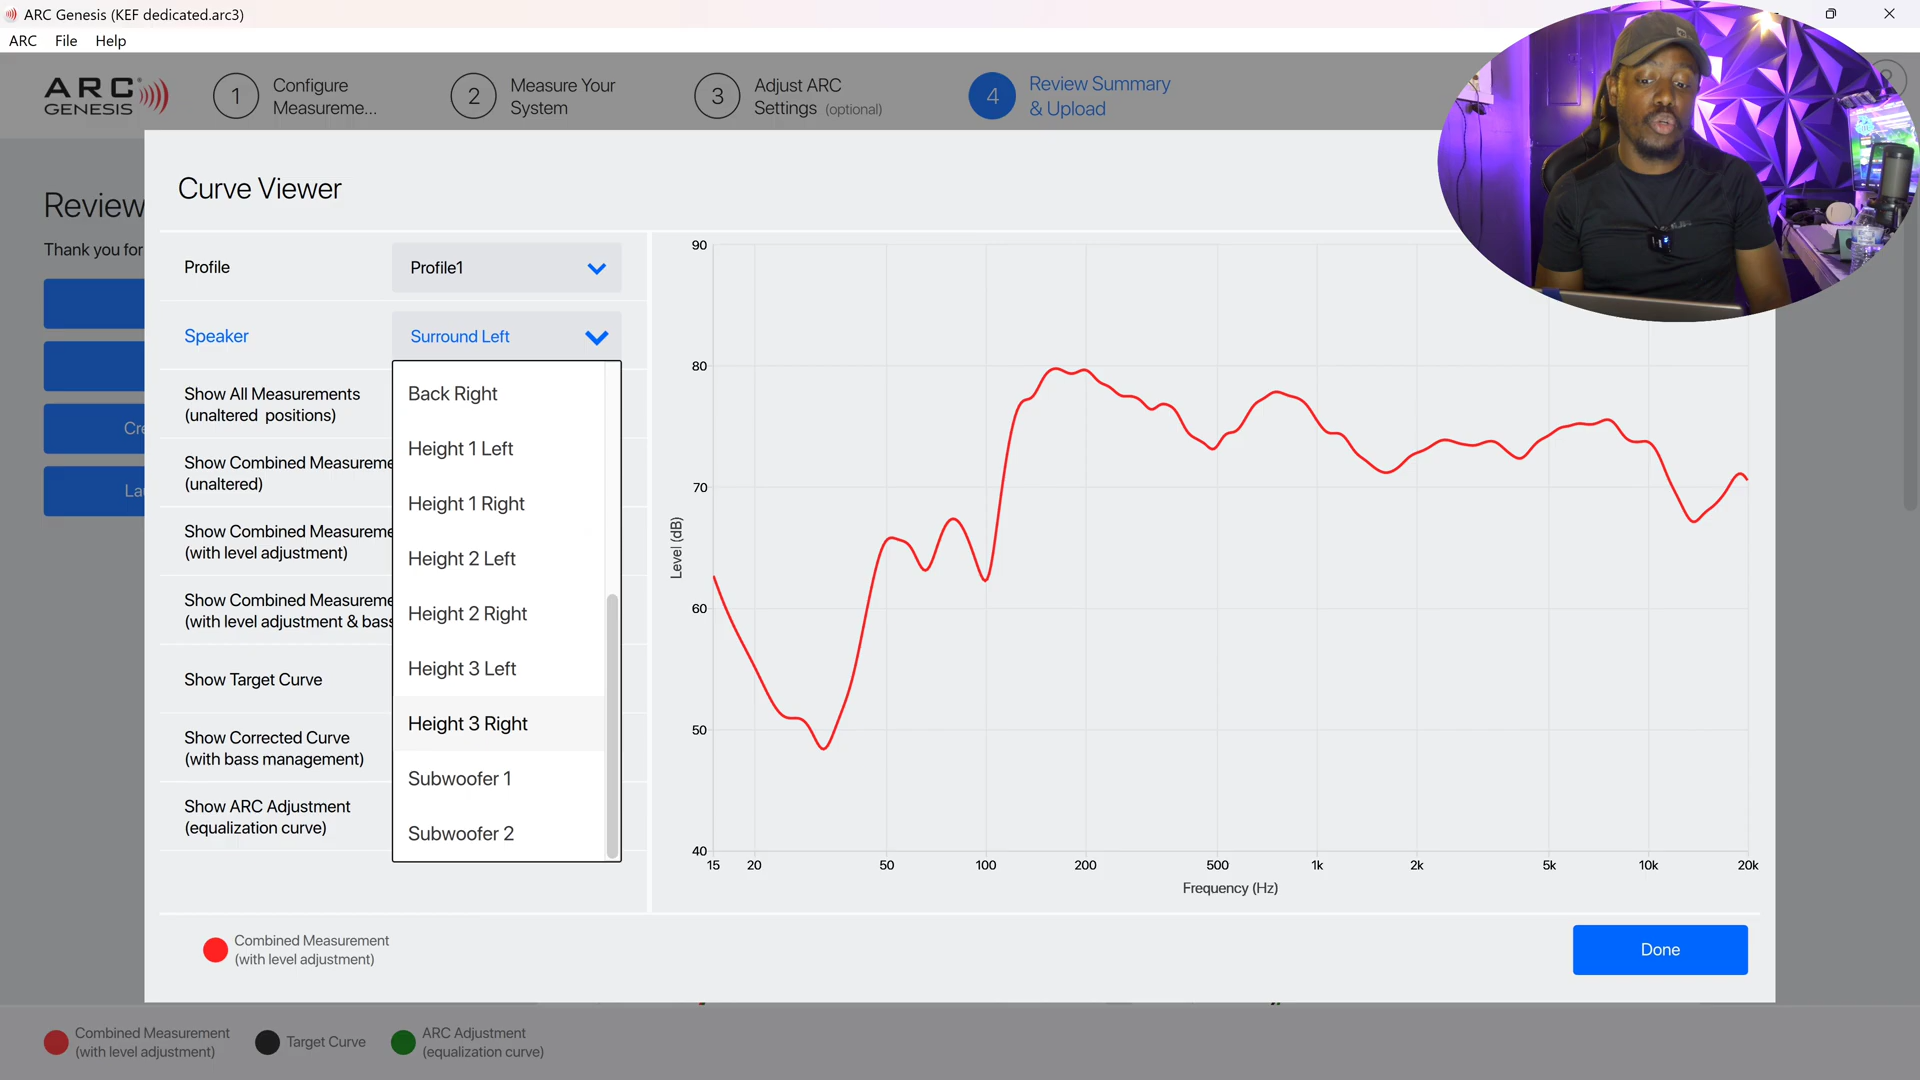 ARC Genesis (KEF dedicated.arc3)
ARC File Help
ARC GENESIS
1 Configure Measureme...
2 Measure Your System
3 Adjust ARC Settings (optional)
4 Review Summary & Upload
Review
Thank you for
Cre
La
Curve Viewer
Profile
Profile1
Speaker
Surround Left
Show All Measurements
(unaltered positions)
Show Combined Measureme
(unaltered)
Show Combined Measureme
(with level adjustment)
Show Combined Measureme
(with level adjustment & bass
Show Target Curve
Show Corrected Curve
(with bass management)
Show ARC Adjustment
(equalization curve)
Back Right
Height 1 Left
Height 1 Right
Height 2 Left
Height 2 Right
Height 3 Left
Height 3 Right
Subwoofer 1
Subwoofer 2
Level (dB)
90
80
70
60
50
40
15 20 50 100 200 500 1k 2k 5k 10k 20k
Frequency (Hz)
Combined Measurement
(with level adjustment)
Done
Combined Measurement
(with level adjustment)
Target Curve
ARC Adjustment
(equalization curve)